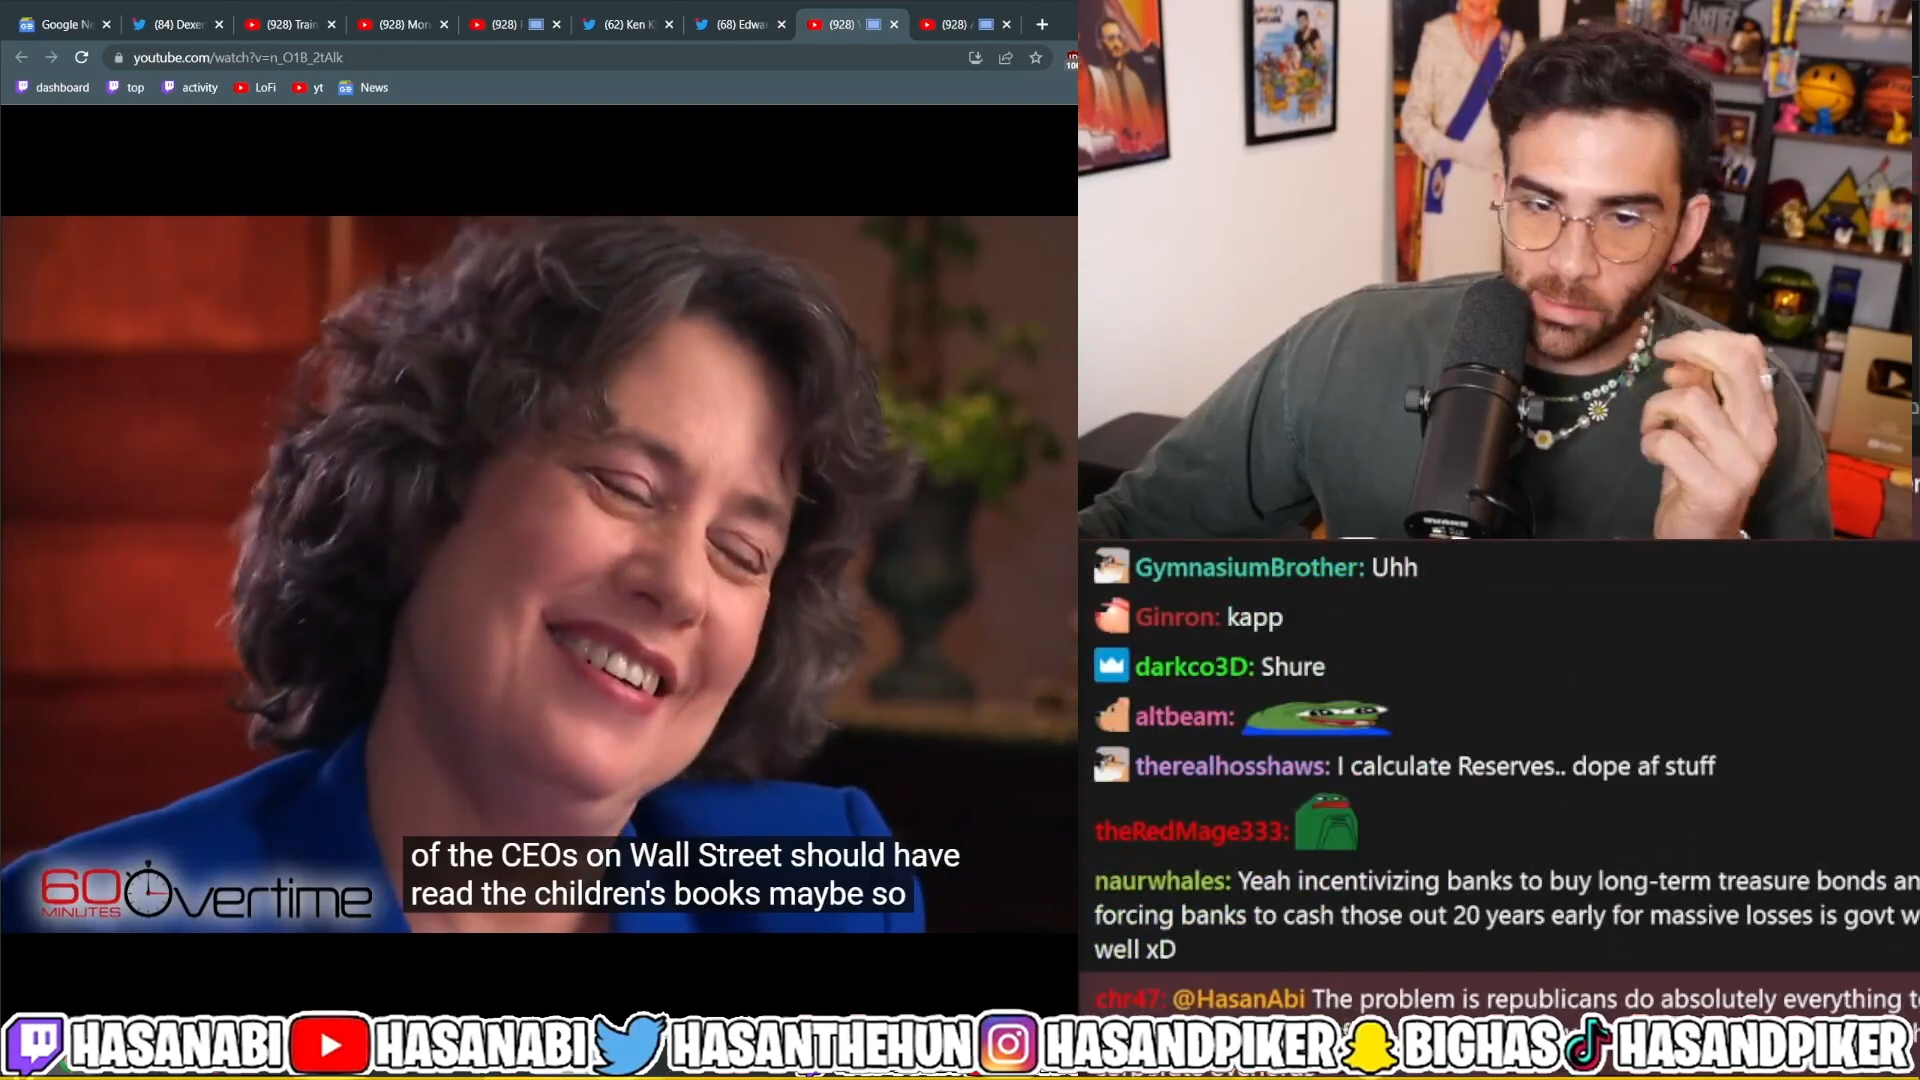 Google Ne
(84) Dexer
(928) Train
(928) Mon
(928)
(62) Ken K
(68) Edwa
(928)
(928)
youtube.com/watch?v=n_O1B_2tAlk
dashboard
top
activity
LoFi
yt
News
of the CEOs on Wall Street should have
read the children's books maybe so
60 Overtime
MINUTES
GymnasiumBrother: Uhh
Ginron: kapp
darkco3D: Shure
altbeam:
therealhosshaws: I calculate Reserves.. dope af stuff
theRedMage333:
naurwhales: Yeah incentivizing banks to buy long-term treasure bonds an
forcing banks to cash those out 20 years early for massive losses is govt w
well xD
chr47: @HasanAbi The problem is republicans do absolutely everything t
HASANABI HASANABI HASANTHEHUN HASANDPIKER BIGHAS HASANDPIKER